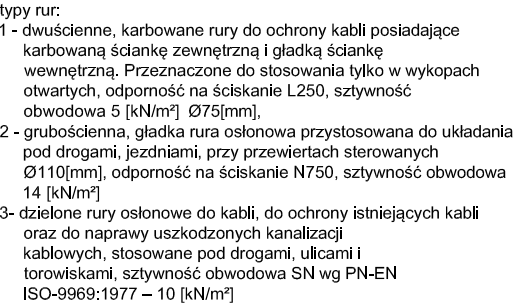 typy rur:
1 - dwuścienne, karbowane rury do ochrony kabli posiadające
karbowaną ściankę zewnętrzną i gładką ściankę
wewnętrzną. Przeznaczone do stosowania tylko w wykopach
otwartych, odporność na ściskanie L250, sztywność
obwodowa 5 [kN/m²] Ø75[mm],
2 - grubościenna, gładka rura osłonowa przystosowana do układania
pod drogami, jezdniami, przy przewiertach sterowanych
Ø110[mm], odporność na ściskanie N750, sztywność obwodowa
14 [kN/m²]
3- dzielone rury osłonowe do kabli, do ochrony istniejących kabli
oraz do naprawy uszkodzonych kanalizacji
kablowych, stosowane pod drogami, ulicami i
torowiskami, sztywność obwodowa SN wg PN-EN
ISO-9969:1977 – 10 [kN/m²]